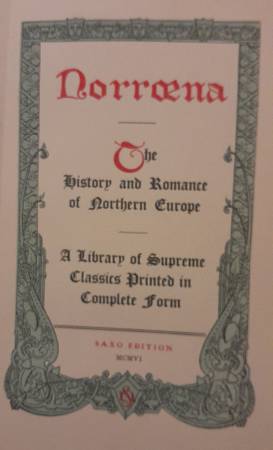 Norrœna
The
History and Romance
of Northern Europe
A Library of Supreme
Classics Printed in
Complete Form
SAXO EDITION
MCMVI